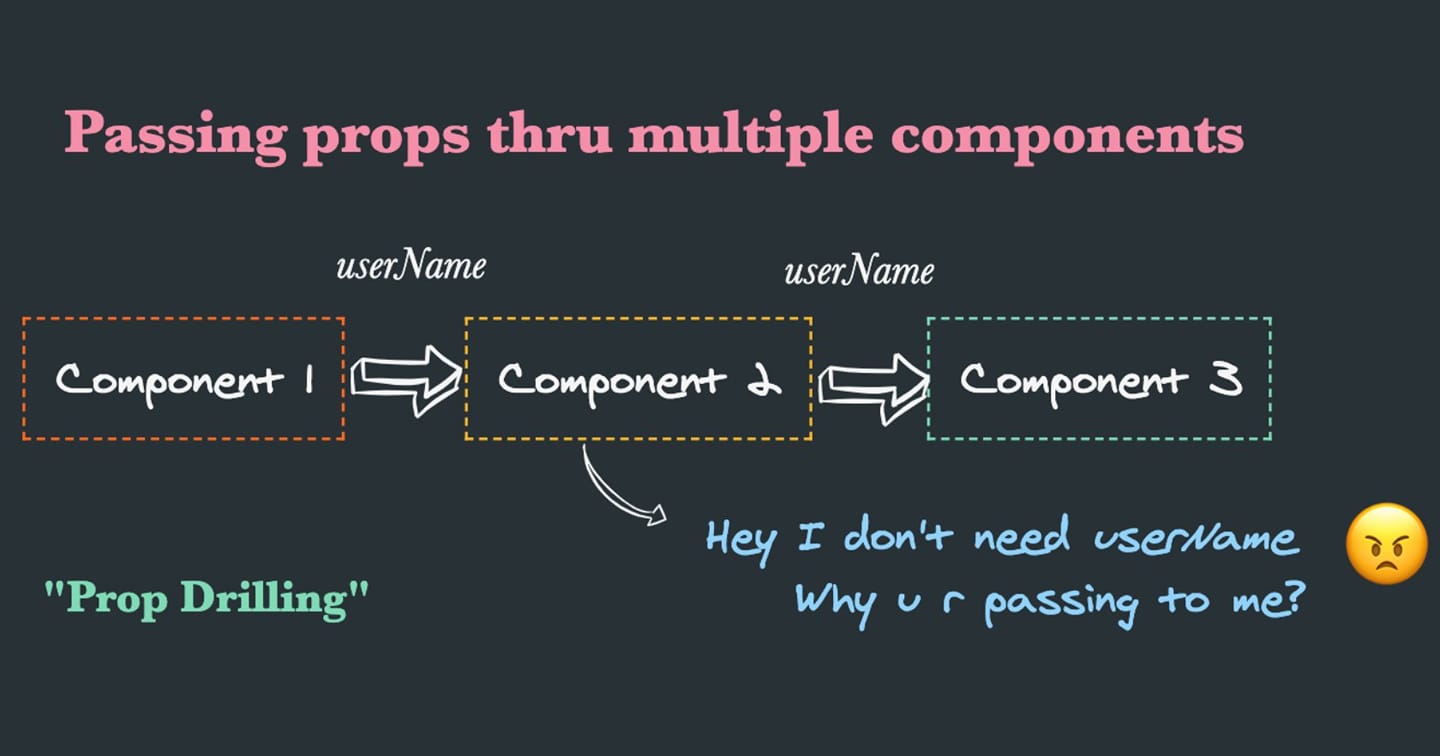 Passing props thru multiple components
userName
userName
Component 1
Component 2
Component 3
Hey I don't need userName
Why u r passing to me?
"Prop Drilling"